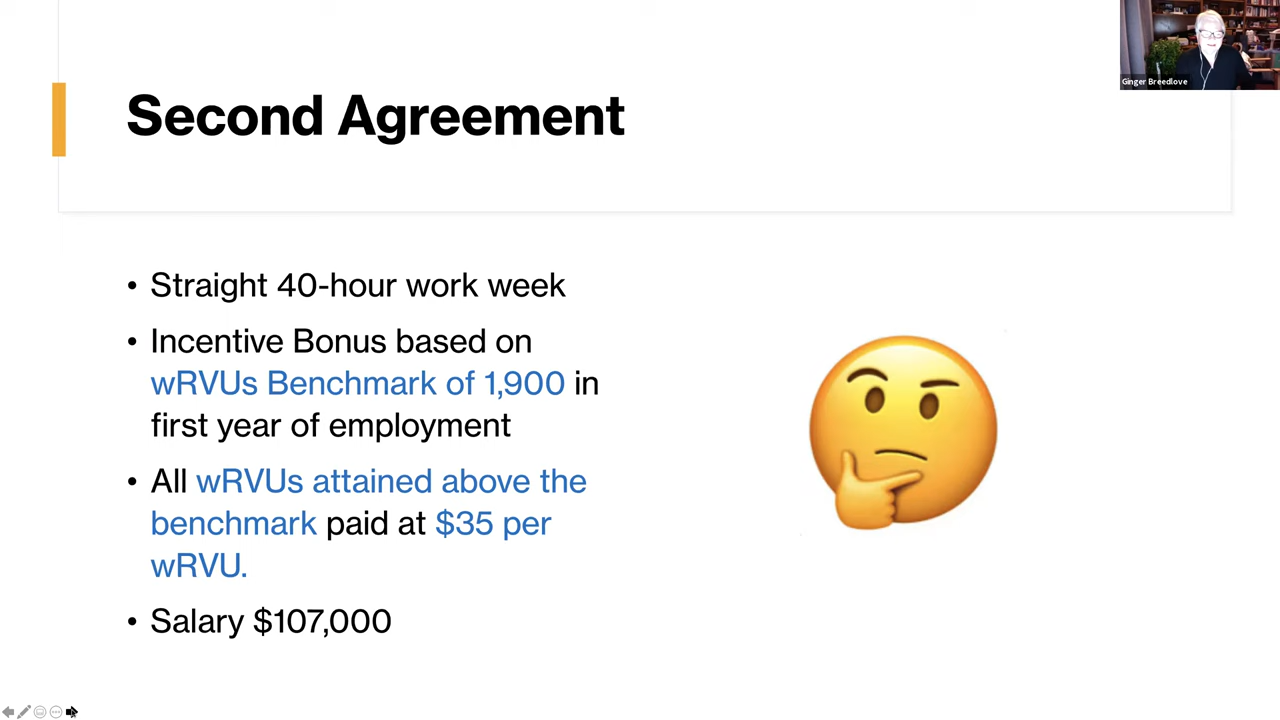 Ginger Breedlove
Second Agreement
• Straight 40-hour work week
• Incentive Bonus based on
wRVUs Benchmark of 1,900 in
first year of employment
• All wRVUs attained above the
benchmark paid at $35 per
wRVU.
• Salary $107,000